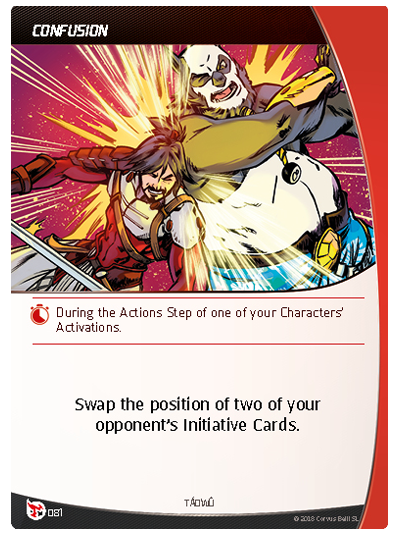 CONFUSION
During the Actions Step of one of your Characters'
Activations.
Swap the position of two of your
opponent's Initiative Cards.
TÁOWÙ
081
© 2018 Corvus Belli SL